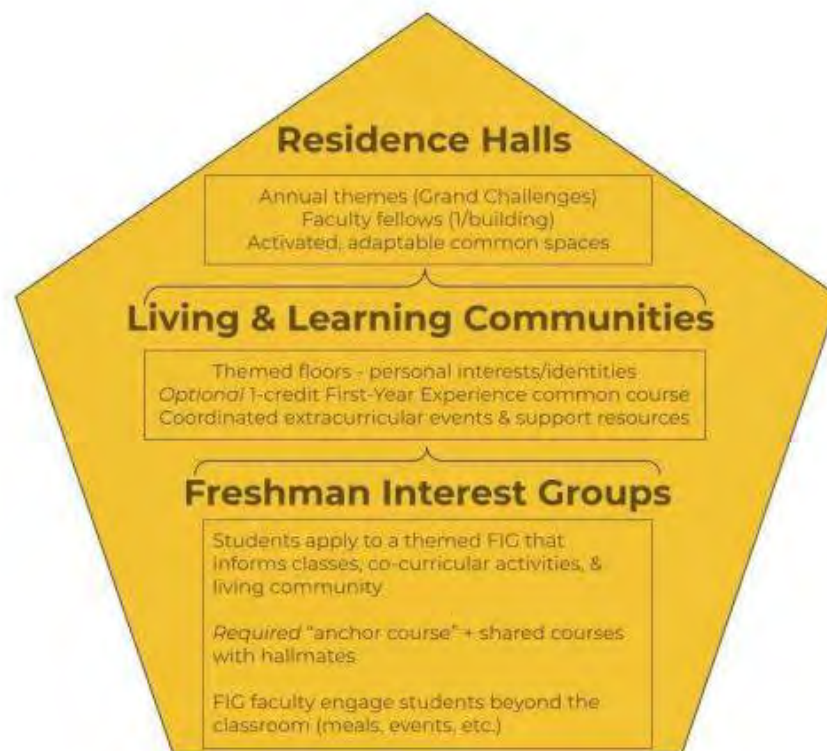 Residence Halls
Annual themes (Grand Challenges)
Faculty fellows (1/building)
Activated, adaptable common spaces
Living & Learning Communities
Themed floors - personal interests/identities
Optional 1-credit First-Year Experience common course
Coordinated extracurricular events & support resources
Freshman Interest Groups
Students apply to a themed FIG that
informs classes, co-curricular activities, &
living community
Required "anchor course" + shared courses
with hallmates
FIG faculty engage students beyond the
classroom (meals, events, etc.)